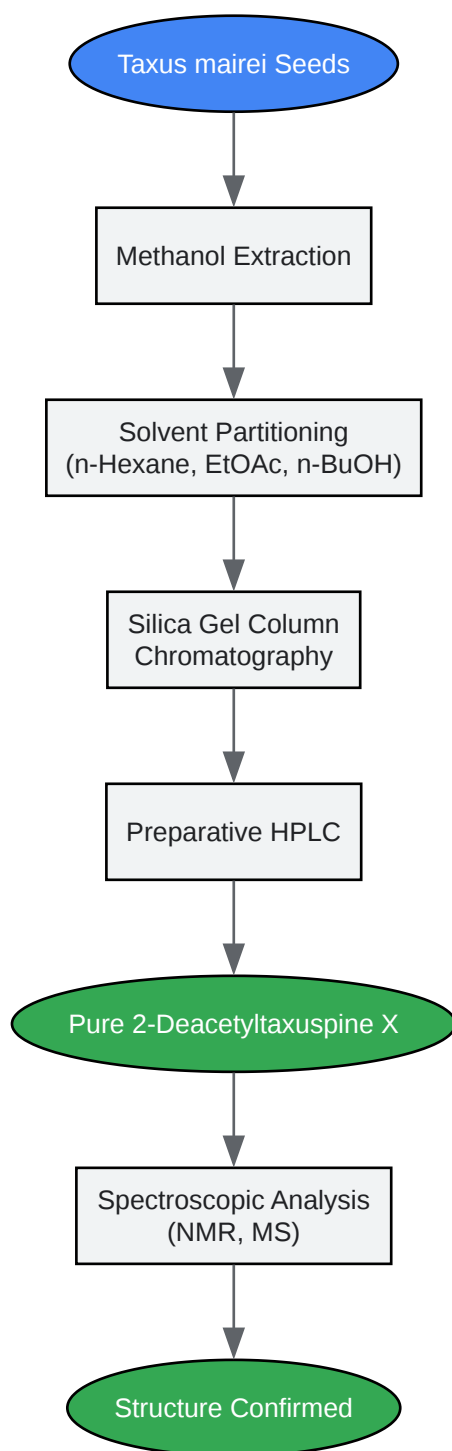 Taxus mairei Seeds
Methanol Extraction
Solvent Partitioning
(n-Hexane, EtOAc, n-BuOH)
Silica Gel Column
Chromatography
Preparative HPLC
Pure 2-Deacetyltaxuspine X
Spectroscopic Analysis
(NMR, MS)
Structure Confirmed